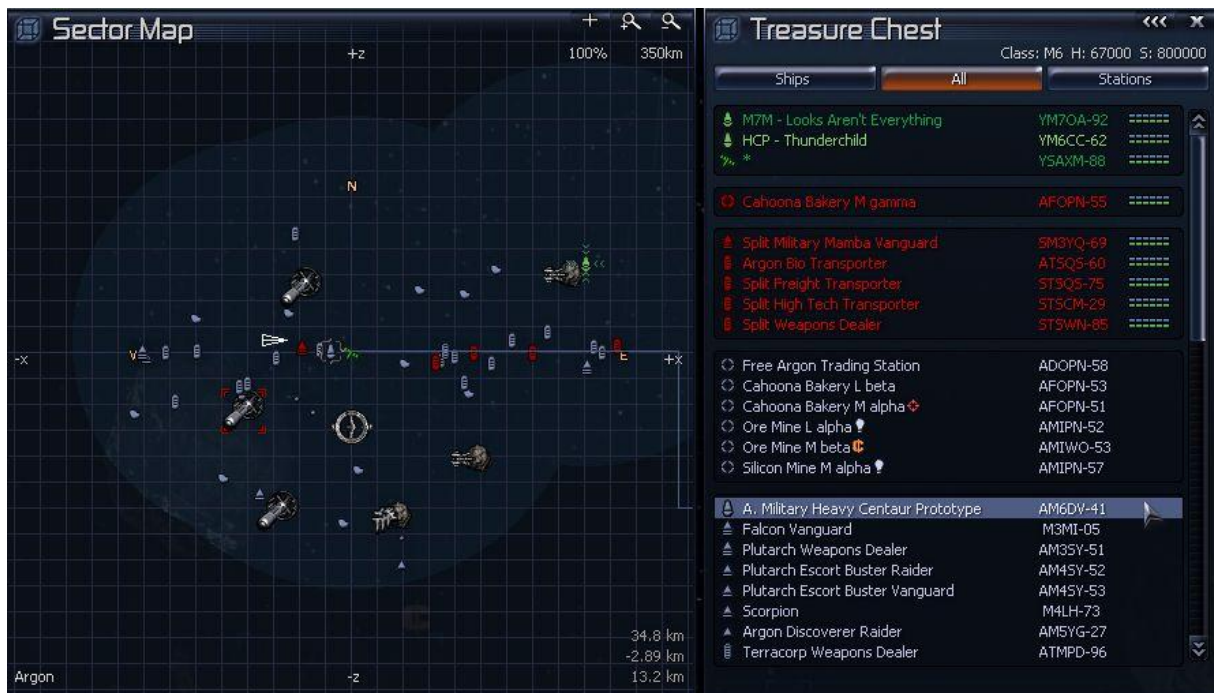 Sector Map
+z
100% 350km
N
-x
W
E
+x
34.8 km
-2.89 km
Argon
-z
13.2 km
Treasure Chest
<<< x
Class: M6 H: 67000 S: 800000
Ships All Stations
M7M - Looks Aren't Everything YM7OA-92
HCP - Thunderchild YM6CC-62
* YSAXM-88
Cahoona Bakery M gamma AFOPN-55
Split Military Mamba Vanguard SM3YQ-69
Argon Bio Transporter ATSQS-60
Split Freight Transporter STSQS-75
Split High Tech Transporter STSCM-29
Split Weapons Dealer STSWN-85
Free Argon Trading Station ADOPN-58
Cahoona Bakery L beta AFOPN-53
Cahoona Bakery M alpha AFOPN-51
Ore Mine L alpha AMIPN-52
Ore Mine M beta AMIWO-53
Silicon Mine M alpha AMIPN-57
A. Military Heavy Centaur Prototype AM6DV-41
Falcon Vanguard M3MI-05
Plutarch Weapons Dealer AM3SY-51
Plutarch Escort Buster Raider AM4SY-52
Plutarch Escort Buster Vanguard AM4SY-53
Scorpion M4LH-73
Argon Discoverer Raider AM5YG-27
Terracorp Weapons Dealer ATMPD-96